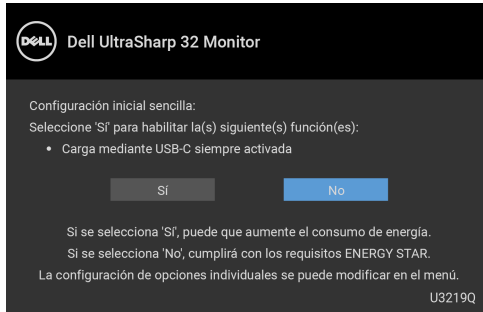 DELL Dell UltraSharp 32 Monitor
Configuración inicial sencilla:
Seleccione 'Sí' para habilitar la(s) siguiente(s) función(es):
• Carga mediante USB-C siempre activada
Sí No
Si se selecciona 'Sí', puede que aumente el consumo de energía.
Si se selecciona 'No', cumplirá con los requisitos ENERGY STAR.
La configuración de opciones individuales se puede modificar en el menú.
U3219Q